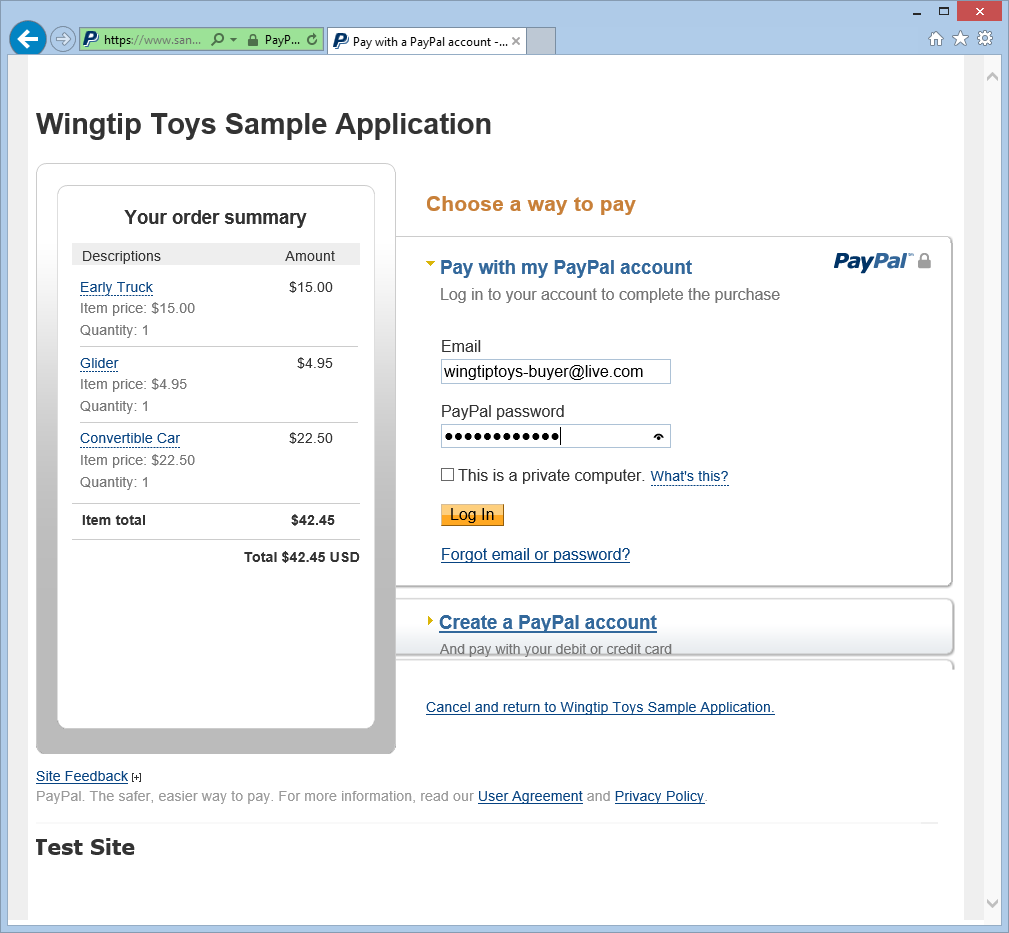 https://www.san... PayP...
Pay with a PayPal account -...
Wingtip Toys Sample Application
Your order summary
Descriptions Amount
Early Truck $15.00
Item price: $15.00
Quantity: 1
Glider $4.95
Item price: $4.95
Quantity: 1
Convertible Car $22.50
Item price: $22.50
Quantity: 1
Item total $42.45
Total $42.45 USD
Choose a way to pay
Pay with my PayPal account
PayPal
Log in to your account to complete the purchase
Email
wingtiptoys-buyer@live.com
PayPal password
••••••••••••
This is a private computer. What's this?
Log In
Forgot email or password?
Create a PayPal account
And pay with your debit or credit card
Cancel and return to Wingtip Toys Sample Application.
Site Feedback [+]
PayPal. The safer, easier way to pay. For more information, read our User Agreement and Privacy Policy.
Test Site